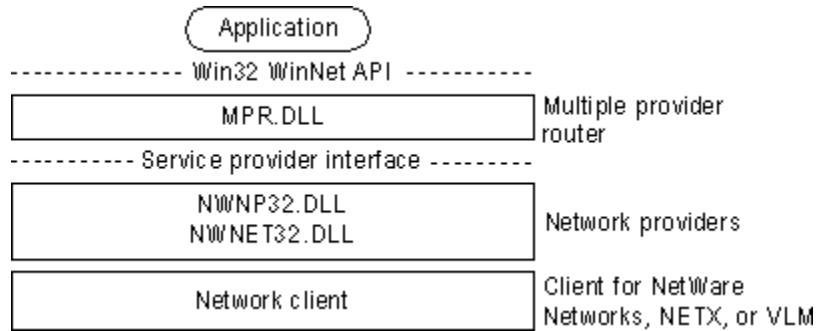 Application
Win32 WinNet API
MPR.DLL
Multiple provider
router
Service provider interface
NWNP32.DLL
NWNET32.DLL
Network providers
Network client
Client for NetWare
Networks, NETX, or VLM